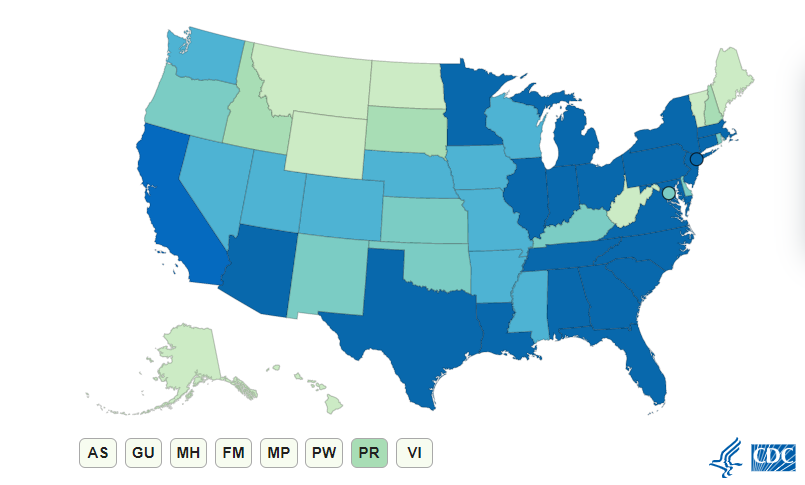 AS GU MH FM MP PW PR VI
CDC